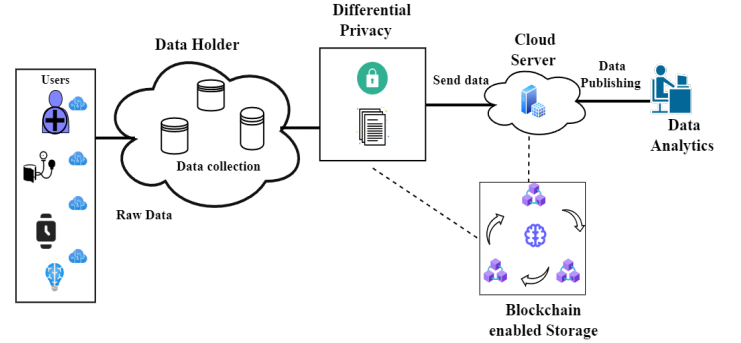 Users
Data Holder
Data collection
Raw Data
Differential
Privacy
Send data
Cloud
Server
Data
Publishing
Data
Analytics
Blockchain
enabled Storage